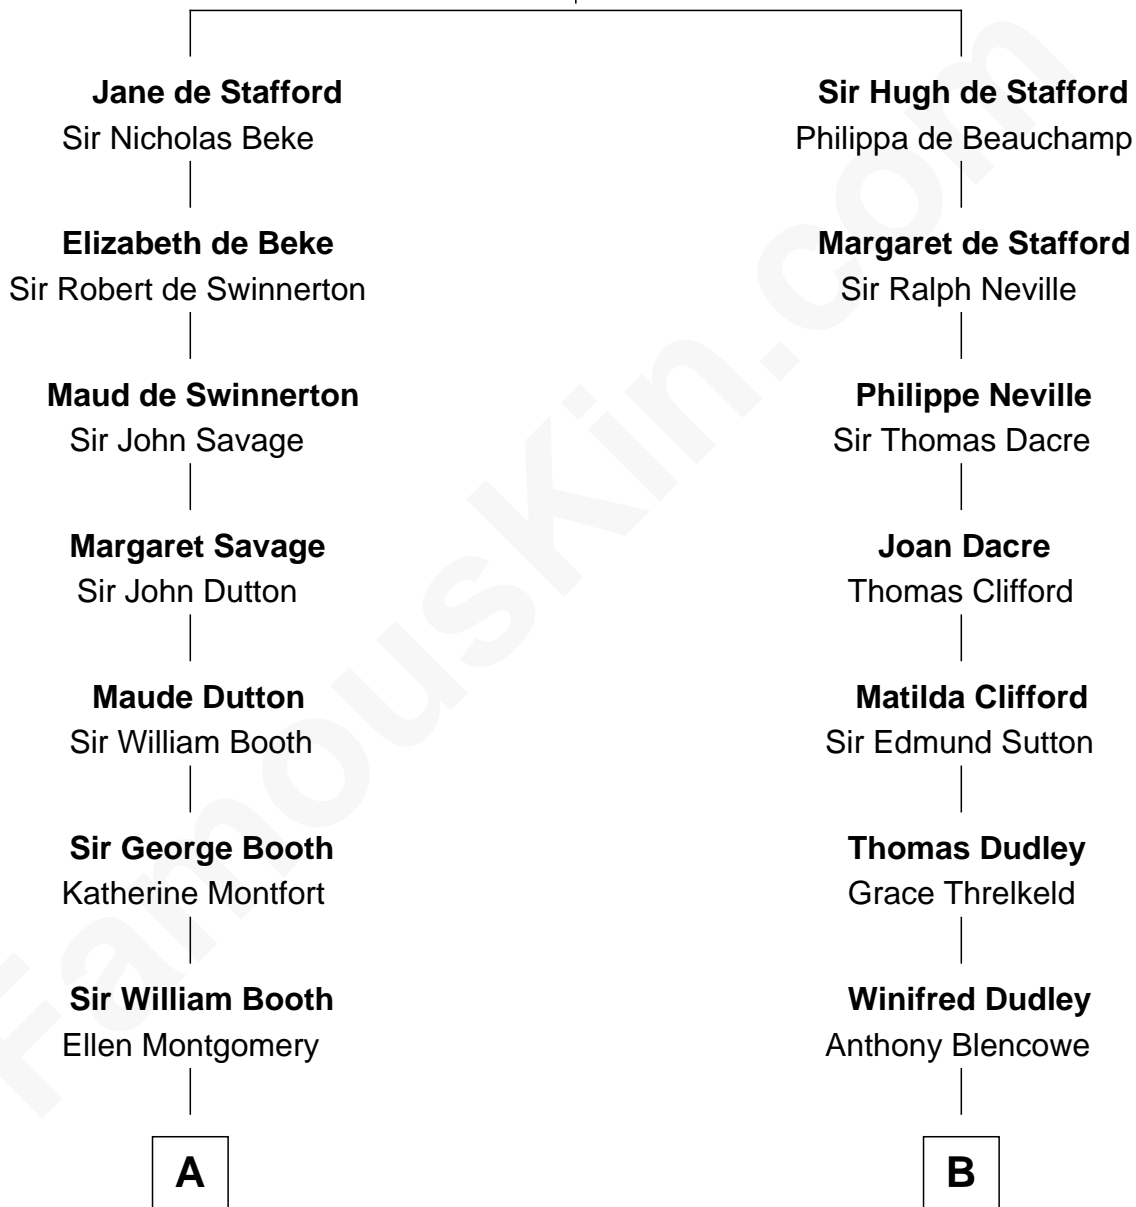 Jane de Stafford
Sir Nicholas Beke
Elizabeth de Beke
Sir Robert de Swinnerton
Maud de Swinnerton
Sir John Savage
Margaret Savage
Sir John Dutton
Maude Dutton
Sir William Booth
Sir George Booth
Katherine Montfort
Sir William Booth
Ellen Montgomery
A
Sir Hugh de Stafford
Philippa de Beauchamp
Margaret de Stafford
Sir Ralph Neville
Philippe Neville
Sir Thomas Dacre
Joan Dacre
Thomas Clifford
Matilda Clifford
Sir Edmund Sutton
Thomas Dudley
Grace Threlkeld
Winifred Dudley
Anthony Blencowe
B
FamousKin.com